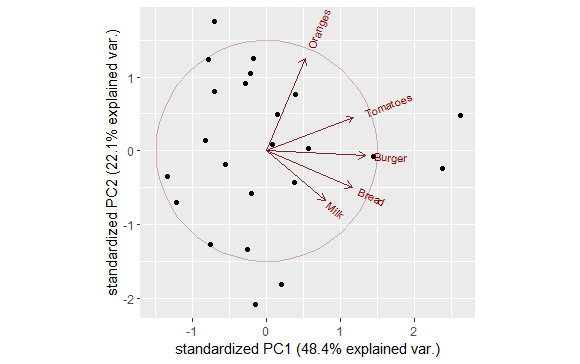 Oranges
Tomatoes
Burger
Bread
Milk
1
0
-1
-2
-1
0
1
2
standardized PC2 (22.1% explained var.)
standardized PC1 (48.4% explained var.)